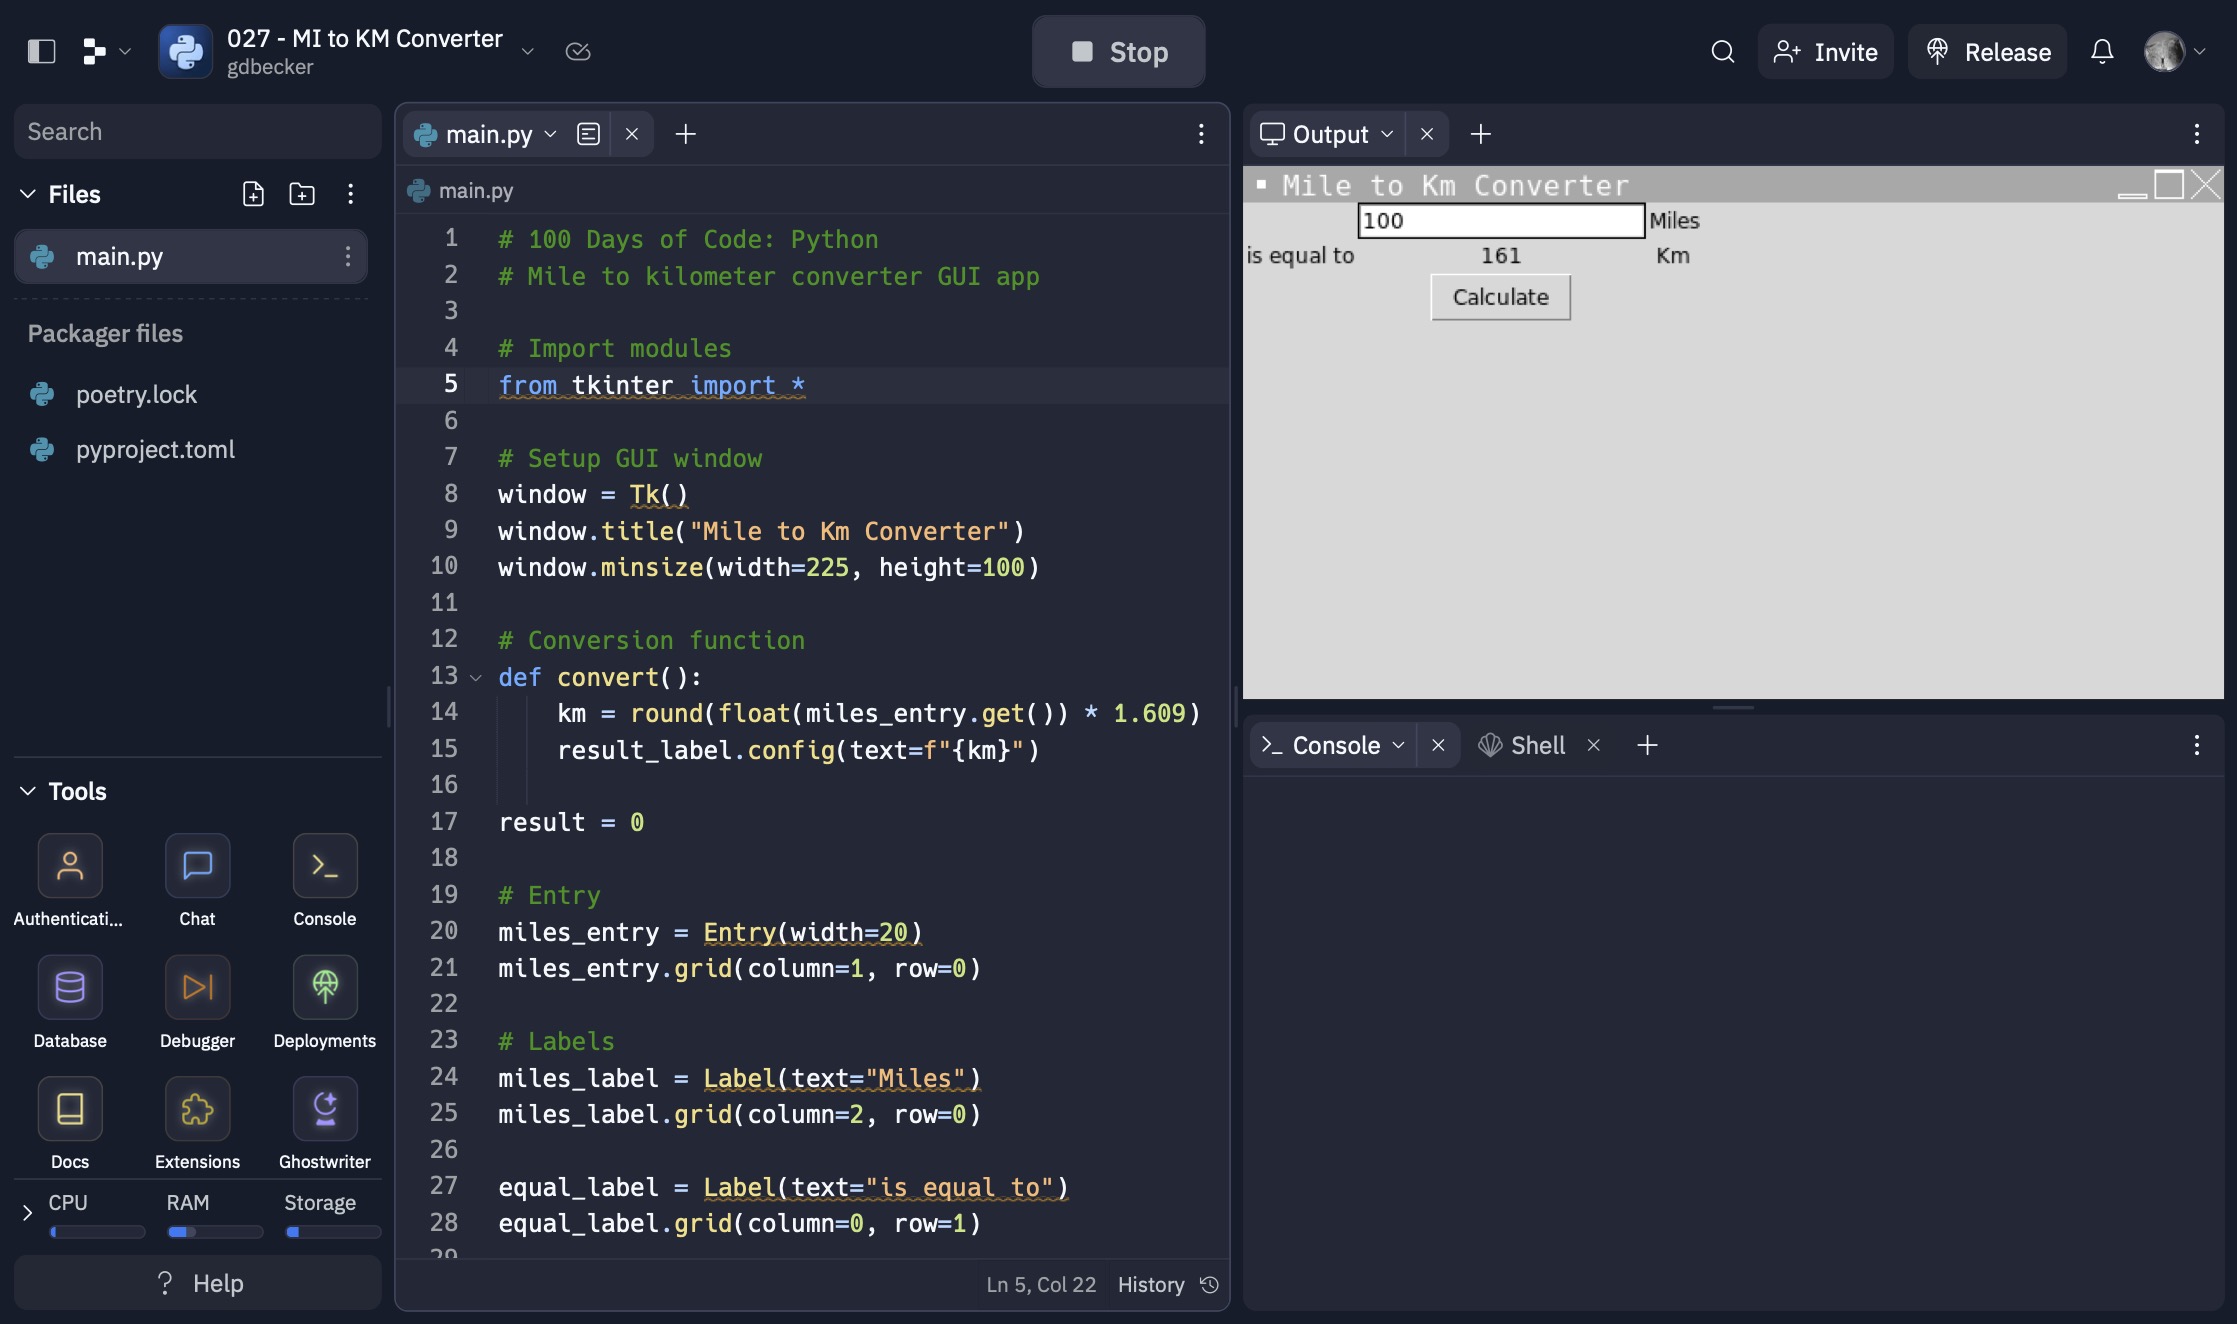 027 - MI to KM Converter
gdbecker
Stop
Invite
Release
Search
Files
main.py
Packager files
poetry.lock
pyproject.toml
Tools
Authenticati...
Chat
Console
Database
Debugger
Deployments
Docs
Extensions
Ghostwriter
CPU
RAM
Storage
? Help
main.py
main.py
1 # 100 Days of Code: Python
2 # Mile to kilometer converter GUI app
3
4 # Import modules
5 from tkinter import *
6
7 # Setup GUI window
8 window = Tk()
9 window.title("Mile to Km Converter")
10 window.minsize(width=225, height=100)
11
12 # Conversion function
13 def convert():
14 km = round(float(miles_entry.get()) * 1.609)
15 result_label.config(text=f"{km}")
16
17 result = 0
18
19 # Entry
20 miles_entry = Entry(width=20)
21 miles_entry.grid(column=1, row=0)
22
23 # Labels
24 miles_label = Label(text="Miles")
25 miles_label.grid(column=2, row=0)
26
27 equal_label = Label(text="is equal to")
28 equal_label.grid(column=0, row=1)
29
Ln 5, Col 22 History
Output
Mile to Km Converter
100 Miles
is equal to 161 Km
Calculate
Console
Shell